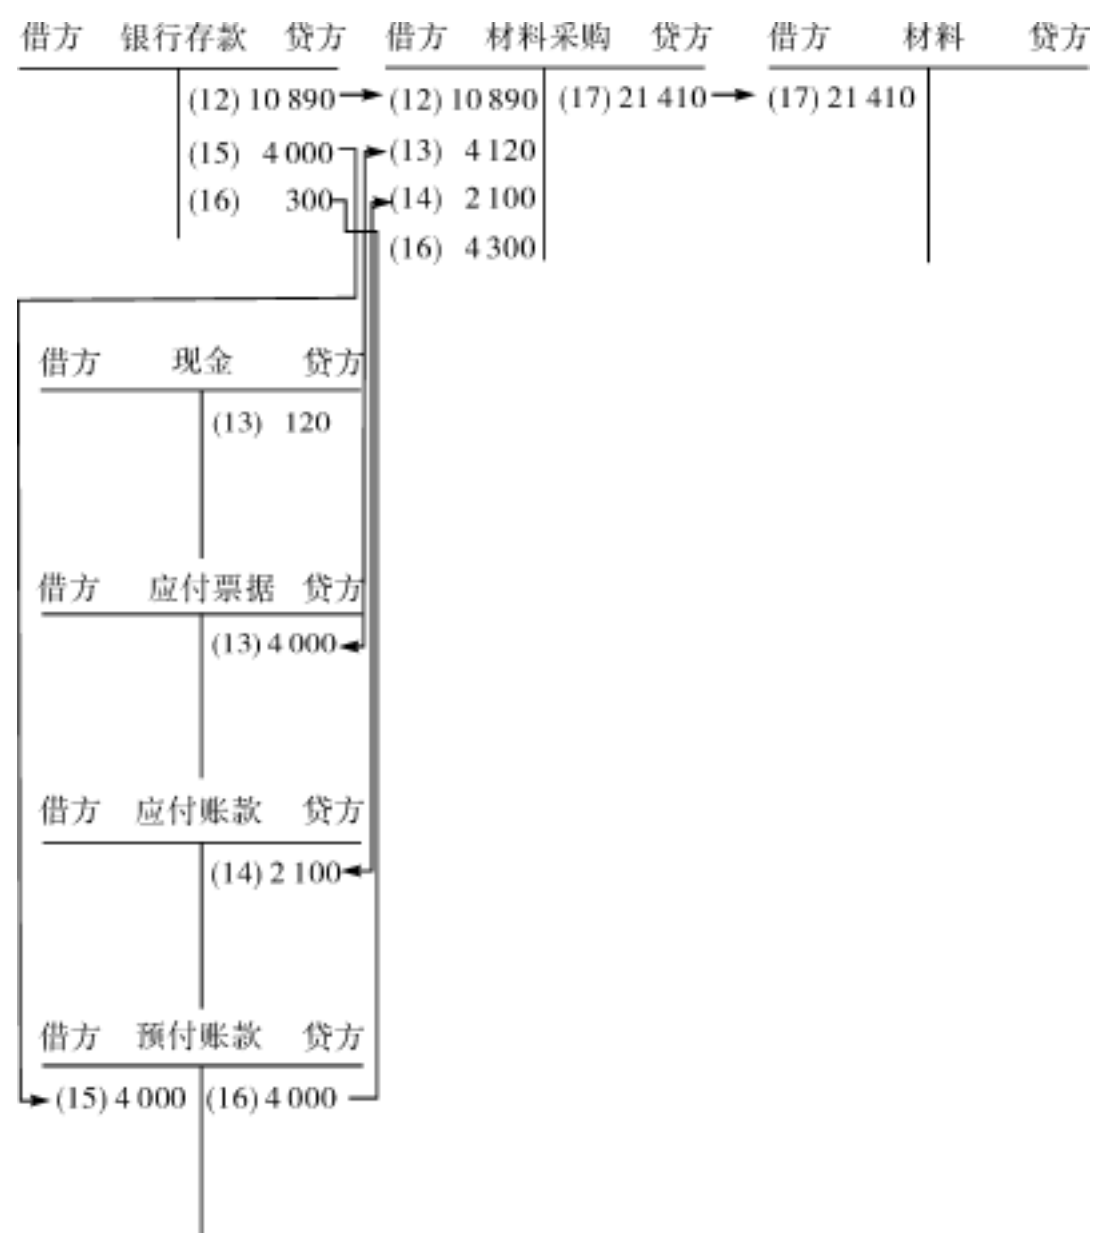 借方 银行存款 贷方 借方 材料采购 贷方 借方 材料 贷方
(12) 10 890 (12) 10 890 (17) 21 410 (17) 21 410
(15) 4 000 (13) 4 120
(16) 300 (14) 2 100
(16) 4 300
借方 现金 贷方
(13) 120
借方 应付票据 贷方
(13) 4 000
借方 应付账款 贷方
(14) 2 100
借方 预付账款 贷方
(15) 4 000 (16) 4 000